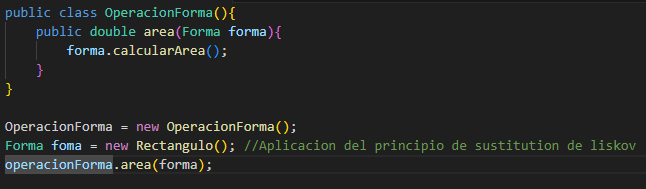 public class OperacionForma(){
public double area(Forma forma){
forma.calcularArea();
}
}
OperacionForma = new OperacionForma();
Forma foma = new Rectangulo(); //Aplicacion del principio de sustitution de liskov
operacionForma.area(forma);